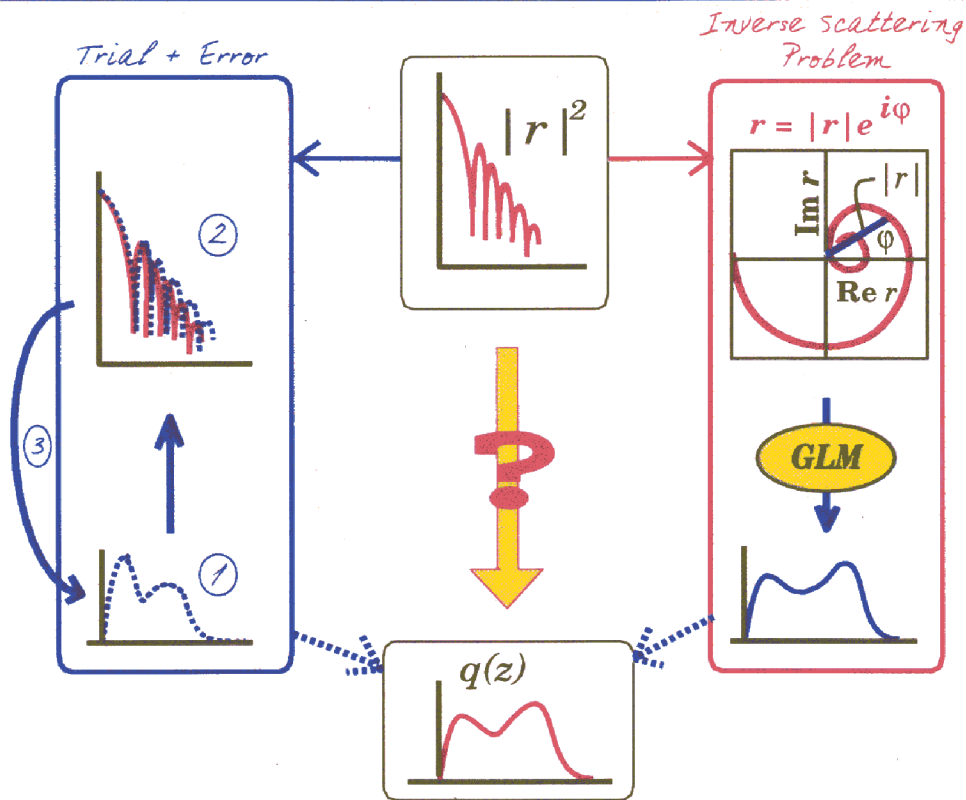 Inverse Scattering
Problem
Trial + Error
|r|²
r = |r|e^{iφ}
Im r
|r|
φ
Re r
②
③
?
GLM
①
q(z)